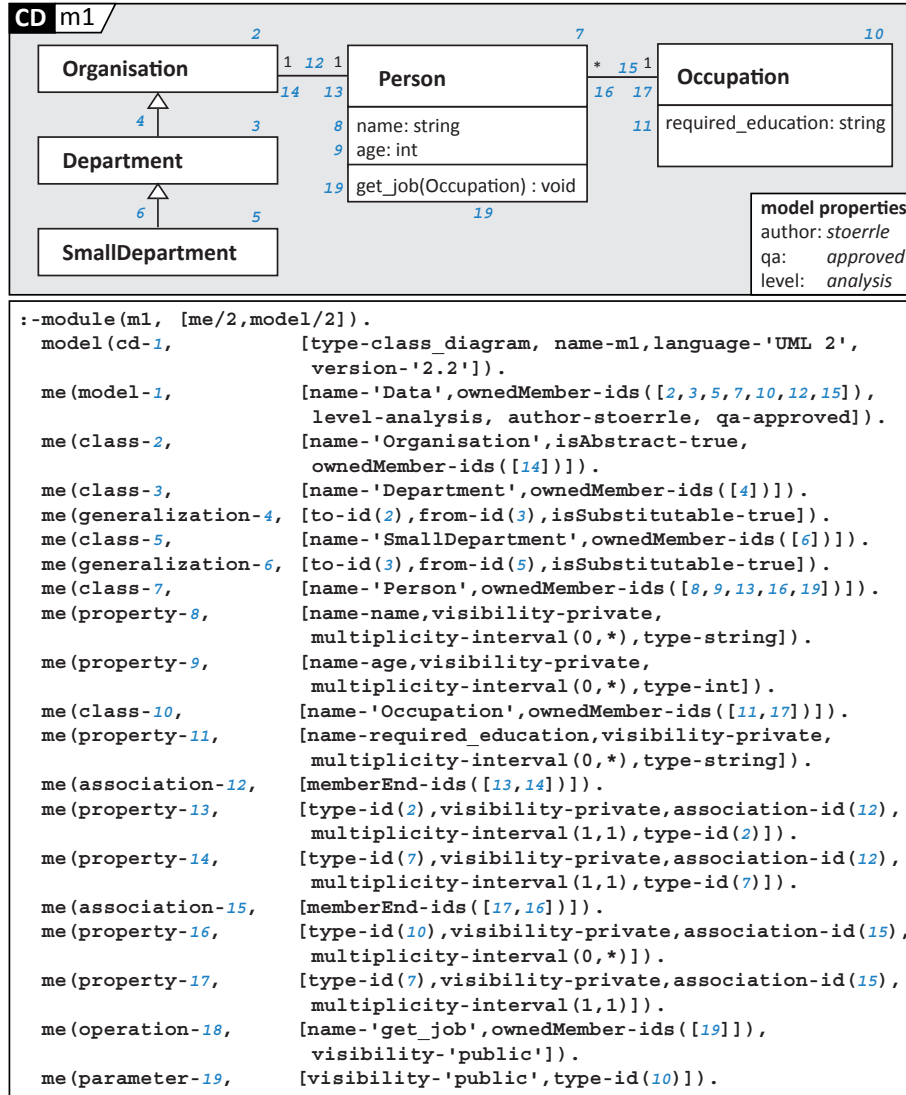 CD m1
2
7
10
Organisation
1 12 1
14 13
Person
* 15 1
16 17
Occupation
4
3
8 name: string
9 age: int
11 required_education: string
Department
19 get_job(Occupation) : void
19
6
5
SmallDepartment
model properties
author: stoerrle
qa: approved
level: analysis
:-module(m1, [me/2,model/2]).
model(cd-1, [type-class_diagram, name-m1,language-'UML 2',
version-'2.2']).
me(model-1, [name-'Data',ownedMember-ids([2,3,5,7,10,12,15]),
level-analysis, author-stoerrle, qa-approved]).
me(class-2, [name-'Organisation',isAbstract-true,
ownedMember-ids([14])]).
me(class-3, [name-'Department',ownedMember-ids([4])]).
me(generalization-4, [to-id(2),from-id(3),isSubstitutable-true]).
me(class-5, [name-'SmallDepartment',ownedMember-ids([6])]).
me(generalization-6, [to-id(3),from-id(5),isSubstitutable-true]).
me(class-7, [name-'Person',ownedMember-ids([8,9,13,16,19])]).
me(property-8, [name-name,visibility-private,
multiplicity-interval(0,*),type-string]).
me(property-9, [name-age,visibility-private,
multiplicity-interval(0,*),type-int]).
me(class-10, [name-'Occupation',ownedMember-ids([11,17])]).
me(property-11, [name-required_education,visibility-private,
multiplicity-interval(0,*),type-string]).
me(association-12, [memberEnd-ids([13,14])]).
me(property-13, [type-id(2),visibility-private,association-id(12),
multiplicity-interval(1,1),type-id(2)]).
me(property-14, [type-id(7),visibility-private,association-id(12),
multiplicity-interval(1,1),type-id(7)]).
me(association-15, [memberEnd-ids([17,16])]).
me(property-16, [type-id(10),visibility-private,association-id(15),
multiplicity-interval(0,*)]).
me(property-17, [type-id(7),visibility-private,association-id(15),
multiplicity-interval(1,1)]).
me(operation-18, [name-'get_job',ownedMember-ids([19]]),
visibility-'public']).
me(parameter-19, [visibility-'public',type-id(10)]).